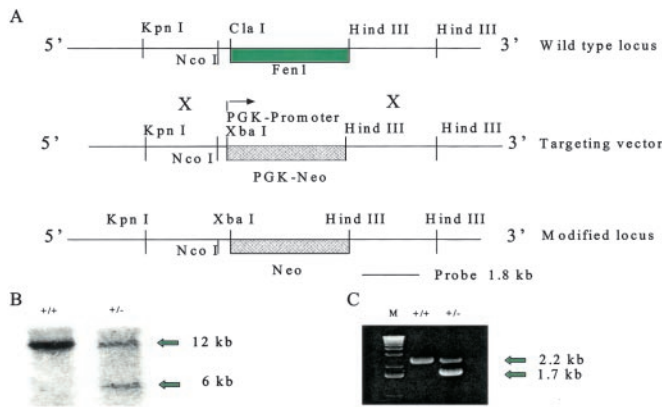 A
Kpn I Cla I Hind III Hind III
5’ 3’ Wild type locus
Nco I
Fen1
X X
PGK-Promoter
Kpn I Xba I Hind III Hind III
5’ 3’ Targeting vector
Nco I
PGK-Neo
Kpn I Xba I Hind III Hind III
5’ 3’ Modified locus
Nco I
Neo
Probe 1.8 kb
B C
+/+ +/- M +/+ +/-
12 kb 2.2 kb
6 kb 1.7 kb